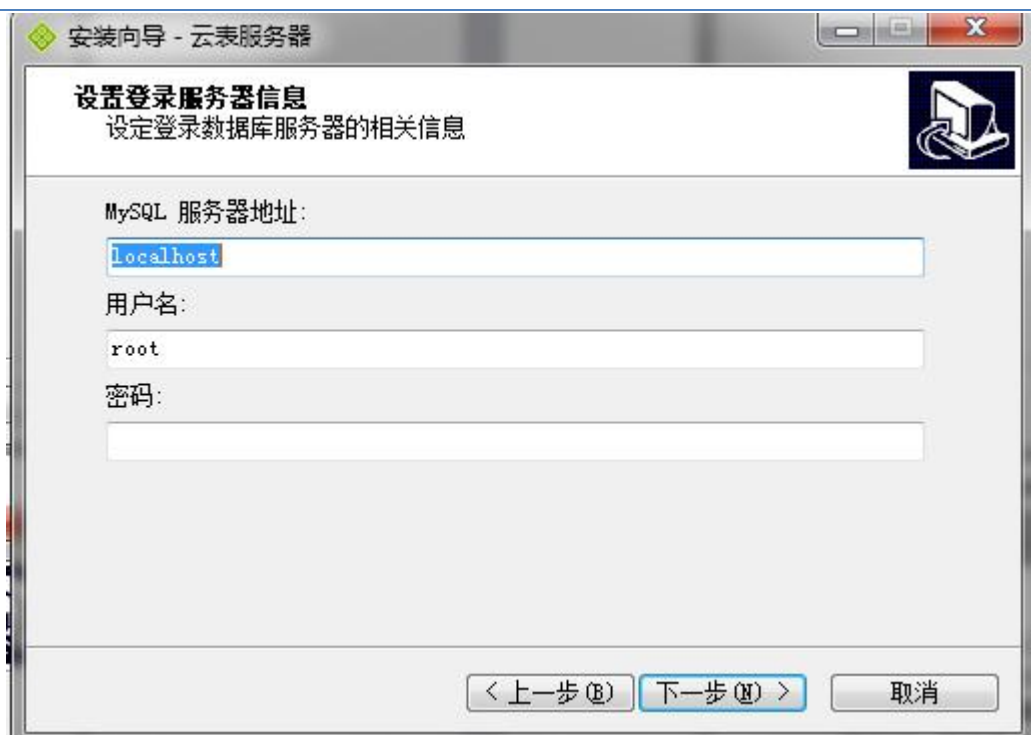 安装向导 - 云表服务器
设置登录服务器信息
设定登录数据库服务器的相关信息
MySQL 服务器地址:
localhost
用户名:
root
密码:
< 上一步(B)
下一步(N) >
取消